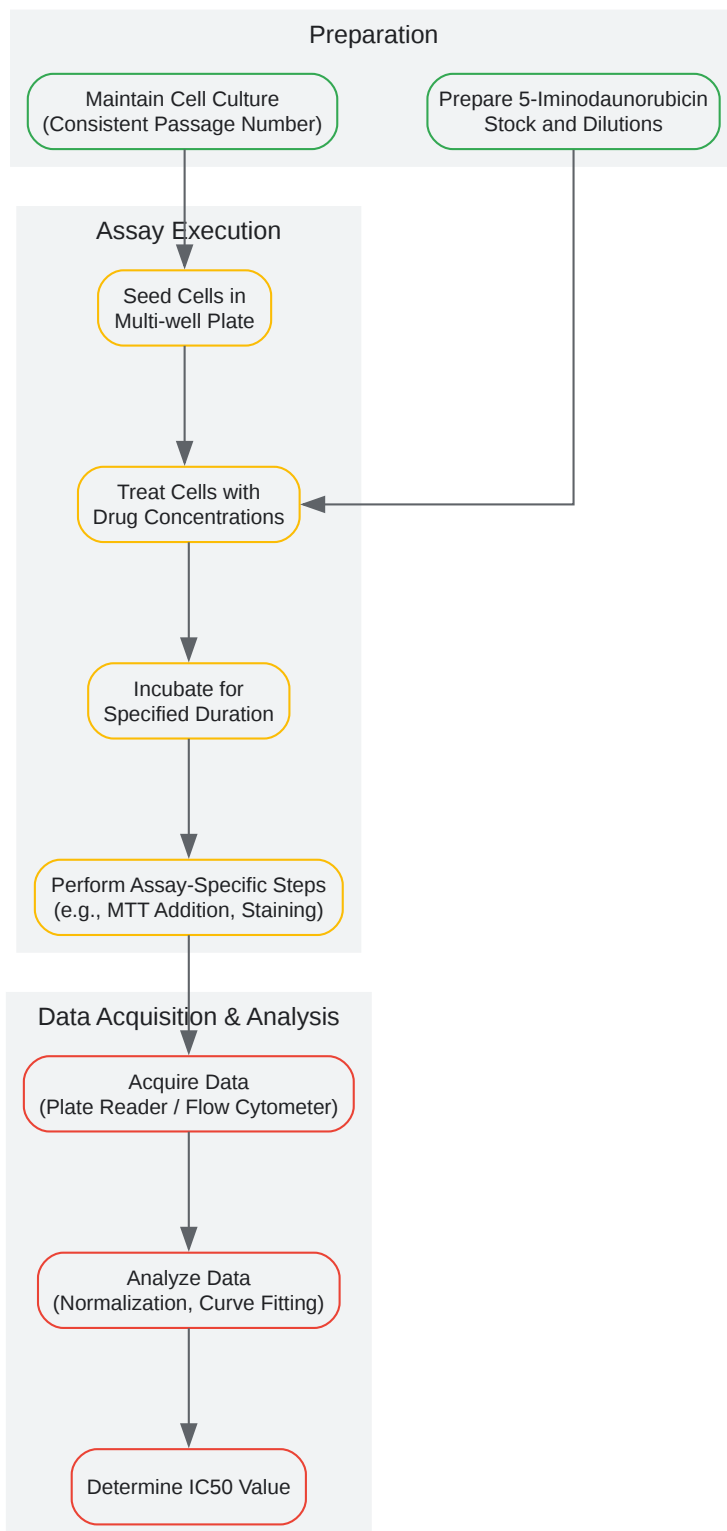 Preparation
Maintain Cell Culture
(Consistent Passage Number)
Prepare 5-Iminodaunorubicin
Stock and Dilutions
Assay Execution
Seed Cells in
Multi-well Plate
Treat Cells with
Drug Concentrations
Incubate for
Specified Duration
Perform Assay-Specific Steps
(e.g., MTT Addition, Staining)
Data Acquisition & Analysis
Acquire Data
(Plate Reader / Flow Cytometer)
Analyze Data
(Normalization, Curve Fitting)
Determine IC50 Value